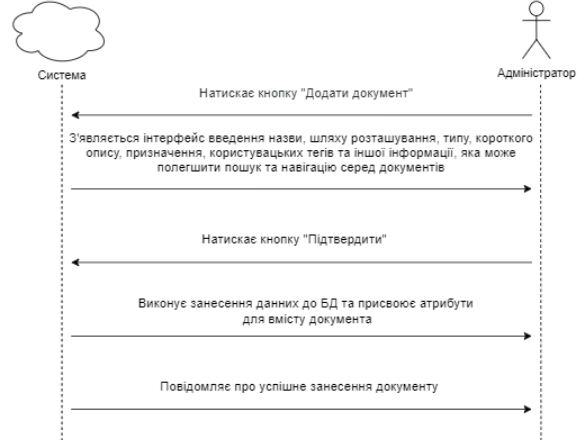 Система
Адміністратор
Натискає кнопку "Додати документ"
З'являється інтерфейс введення назви, шляху розташування, типу, короткого
опису, призначення, користувацьких тегів та іншої інформації, яка може
полегшити пошук та навігацію серед документів
Натискає кнопку "Підтвердити"
Виконує занесення данних до БД та присвоює атрибути
для вмісту документа
Повідомляє про успішне занесення документу